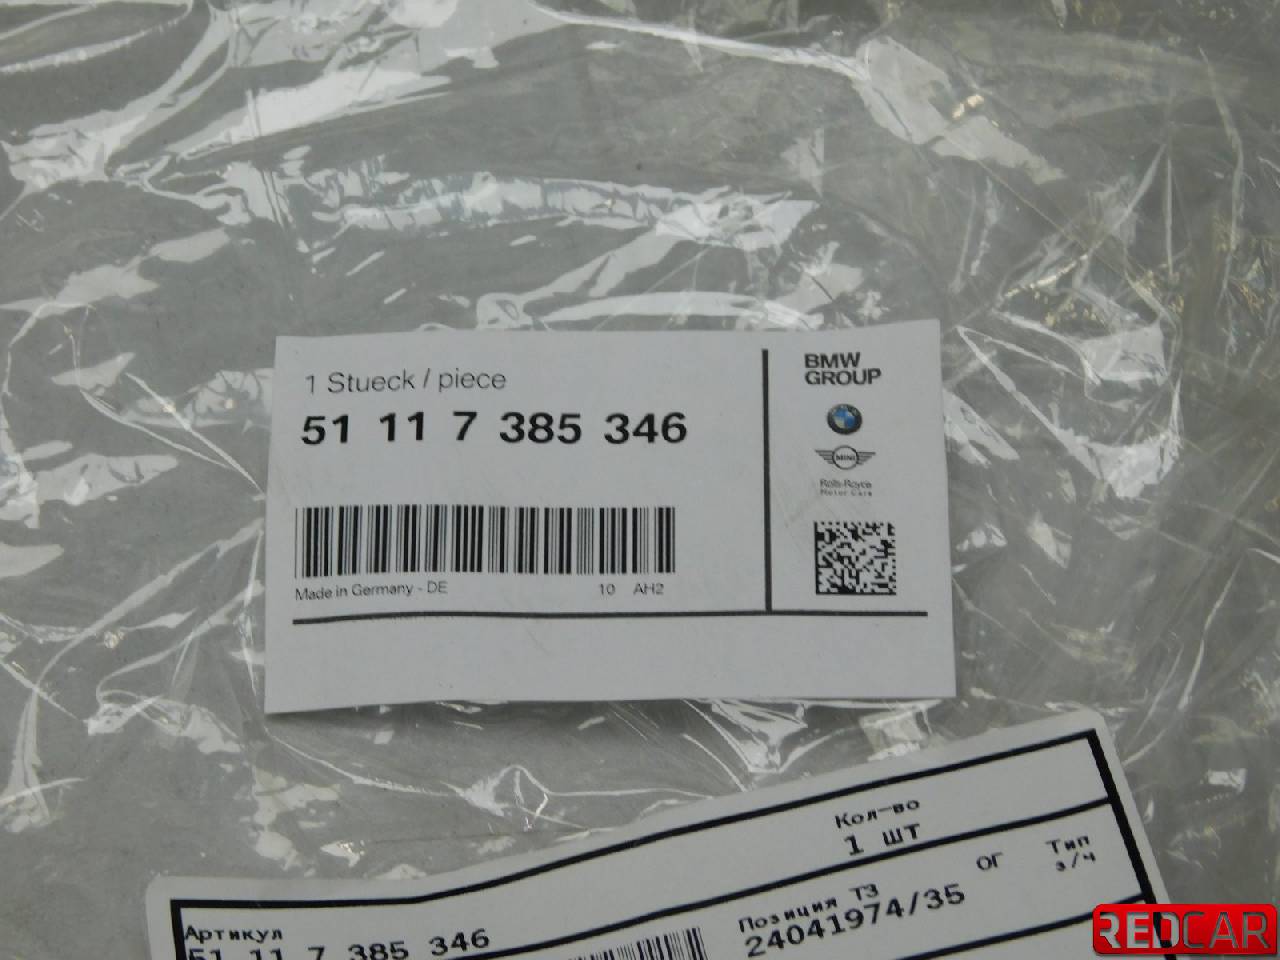 1 Stueck / piece
51 11 7 385 346
Made in Germany - DE 10 AH2
BMW
GROUP
MINI
Rolls-Royce
Motor Cars
Кол-во
1 шт
Артикул
51 11 7 385 346
Позиция ТЗ
24041974/35
ОГ
Тип
з/ч
REDCAR